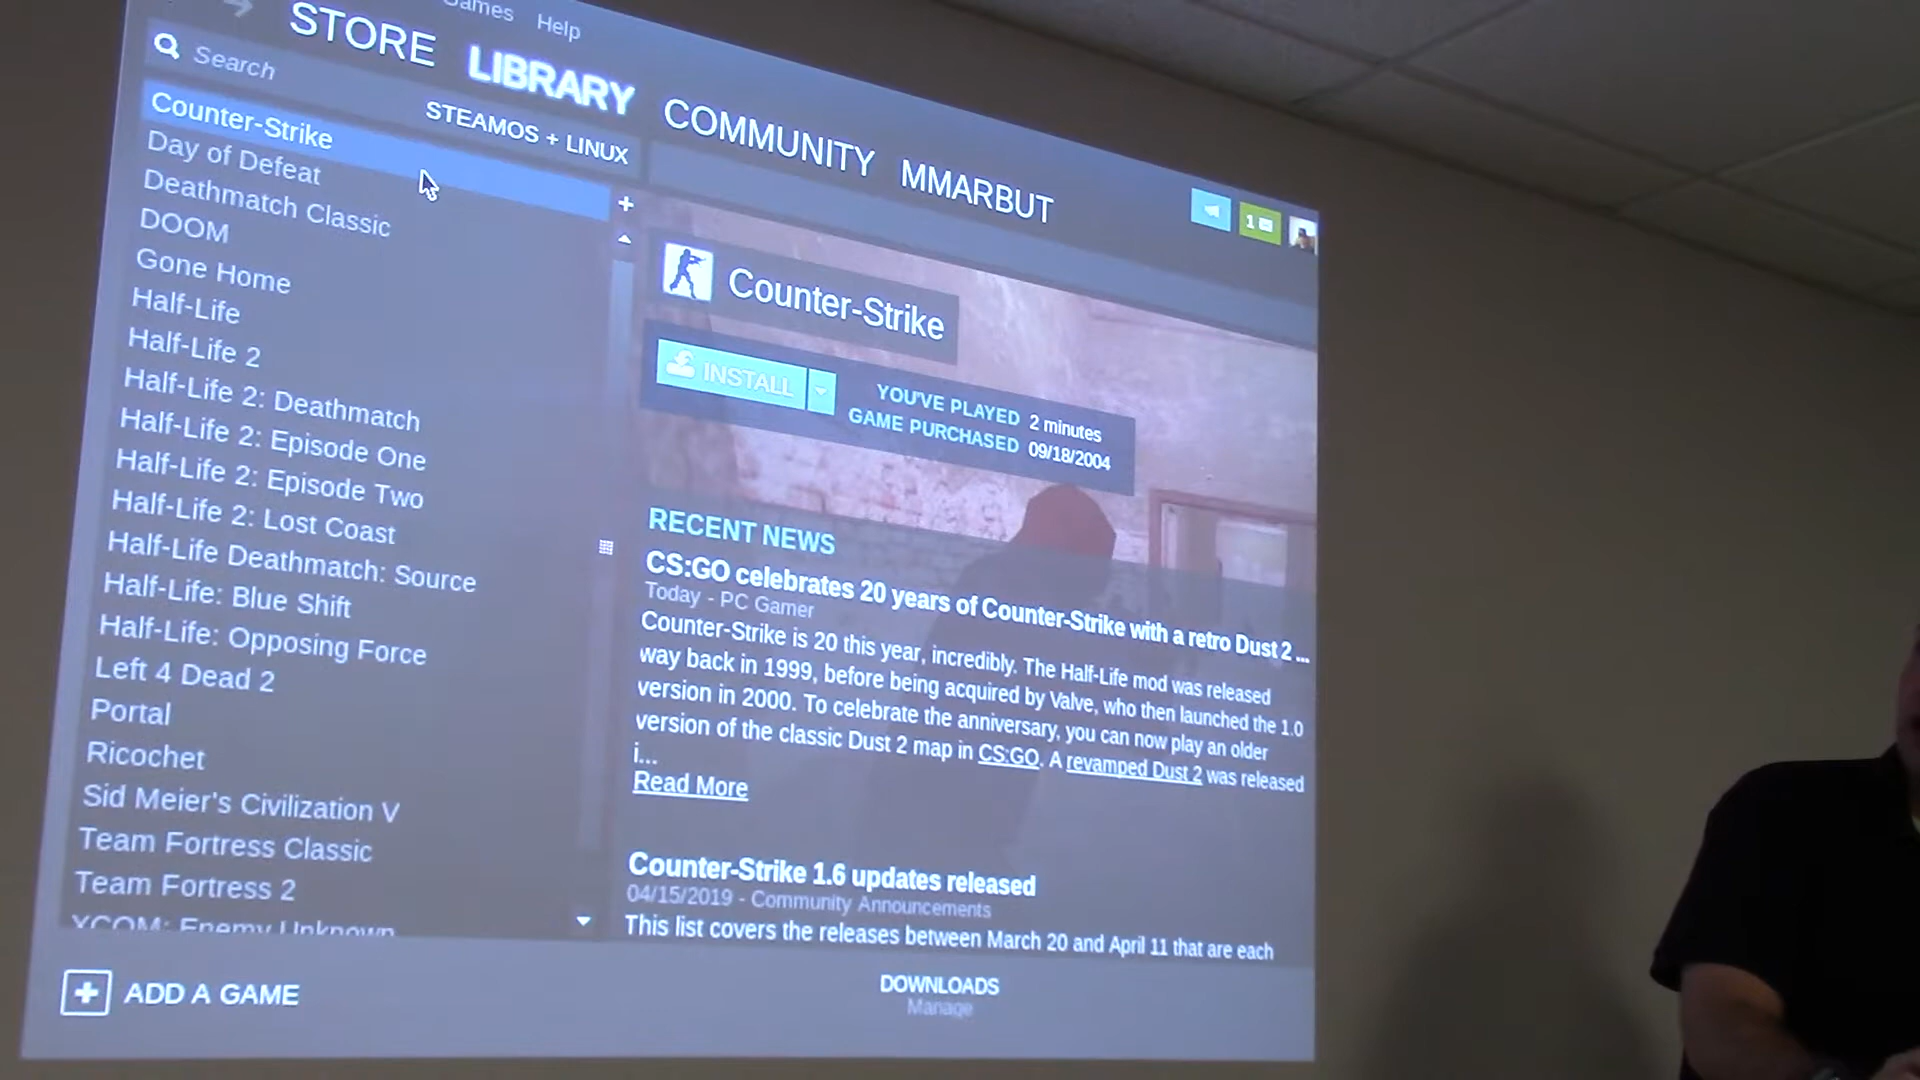 Games Help
STORE LIBRARY COMMUNITY MMARBUT
Search
STEAMOS + LINUX
1
Counter-Strike
Day of Defeat
Deathmatch Classic
DOOM
Gone Home
Half-Life
Half-Life 2
Half-Life 2: Deathmatch
Half-Life 2: Episode One
Half-Life 2: Episode Two
Half-Life 2: Lost Coast
Half-Life Deathmatch: Source
Half-Life: Blue Shift
Half-Life: Opposing Force
Left 4 Dead 2
Portal
Ricochet
Sid Meier's Civilization V
Team Fortress Classic
Team Fortress 2
XCOM: Enemy Unknown
ADD A GAME
Counter-Strike
INSTALL
YOU'VE PLAYED 2 minutes
GAME PURCHASED 09/18/2004
RECENT NEWS
CS:GO celebrates 20 years of Counter-Strike with a retro Dust 2 ...
Today - PC Gamer
Counter-Strike is 20 this year, incredibly. The Half-Life mod was released
way back in 1999, before being acquired by Valve, who then launched the 1.0
version in 2000. To celebrate the anniversary, you can now play an older
version of the classic Dust 2 map in CS:GO. A revamped Dust 2 was released
i...
Read More
Counter-Strike 1.6 updates released
04/15/2019 - Community Announcements
This list covers the releases between March 20 and April 11 that are each
DOWNLOADS
Manage